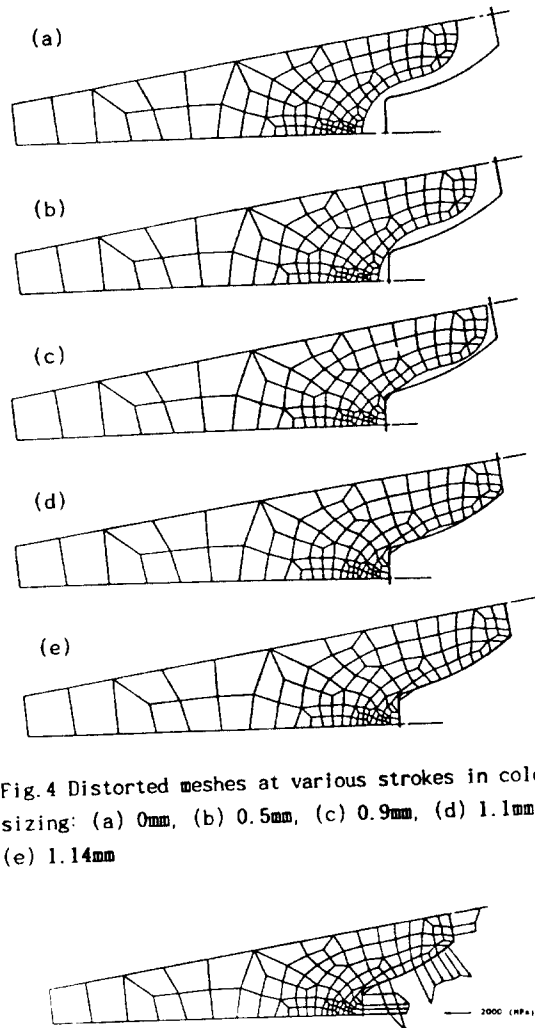 (a)
(b)
(c)
(d)
(e)
Fig.4 Distorted meshes at various strokes in cold
sizing: (a) 0mm, (b) 0.5mm, (c) 0.9mm, (d) 1.1mm
(e) 1.14mm
2000 (MPa)